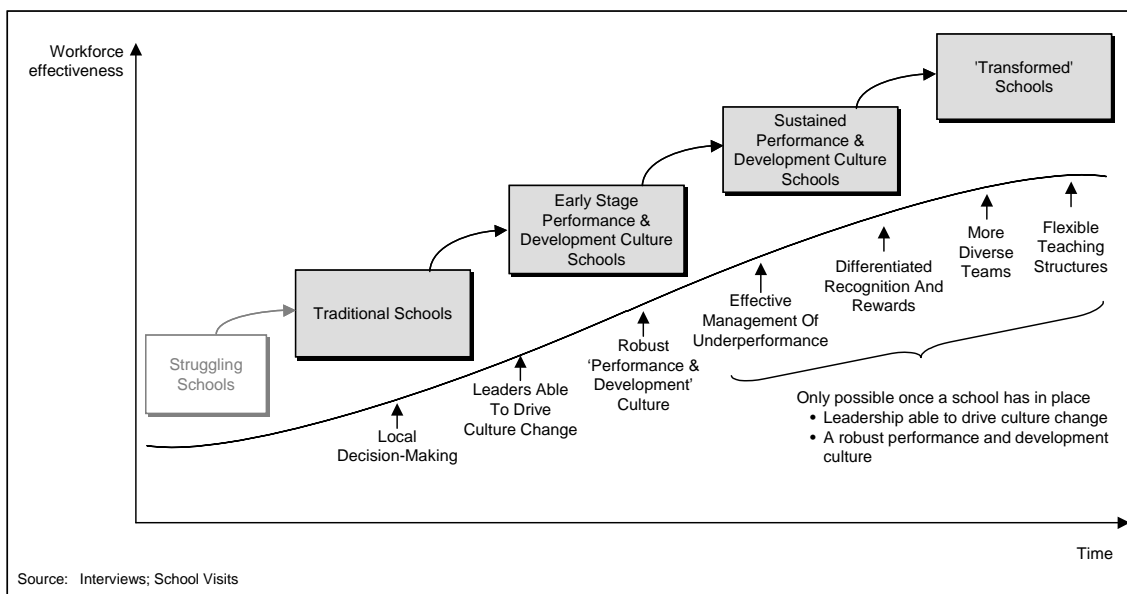 Workforce
effectiveness
'Transformed'
Schools
Sustained
Performance &
Development Culture
Schools
Early Stage
Performance &
Development Culture
Schools
Traditional Schools
Struggling
Schools
Local
Decision-Making
Leaders Able
To Drive
Culture Change
Robust
‘Performance &
Development’
Culture
Effective
Management Of
Underperformance
Differentiated
Recognition And
Rewards
More
Diverse
Teams
Flexible
Teaching
Structures
Only possible once a school has in place
• Leadership able to drive culture change
• A robust performance and development
culture
Time
Source: Interviews; School Visits